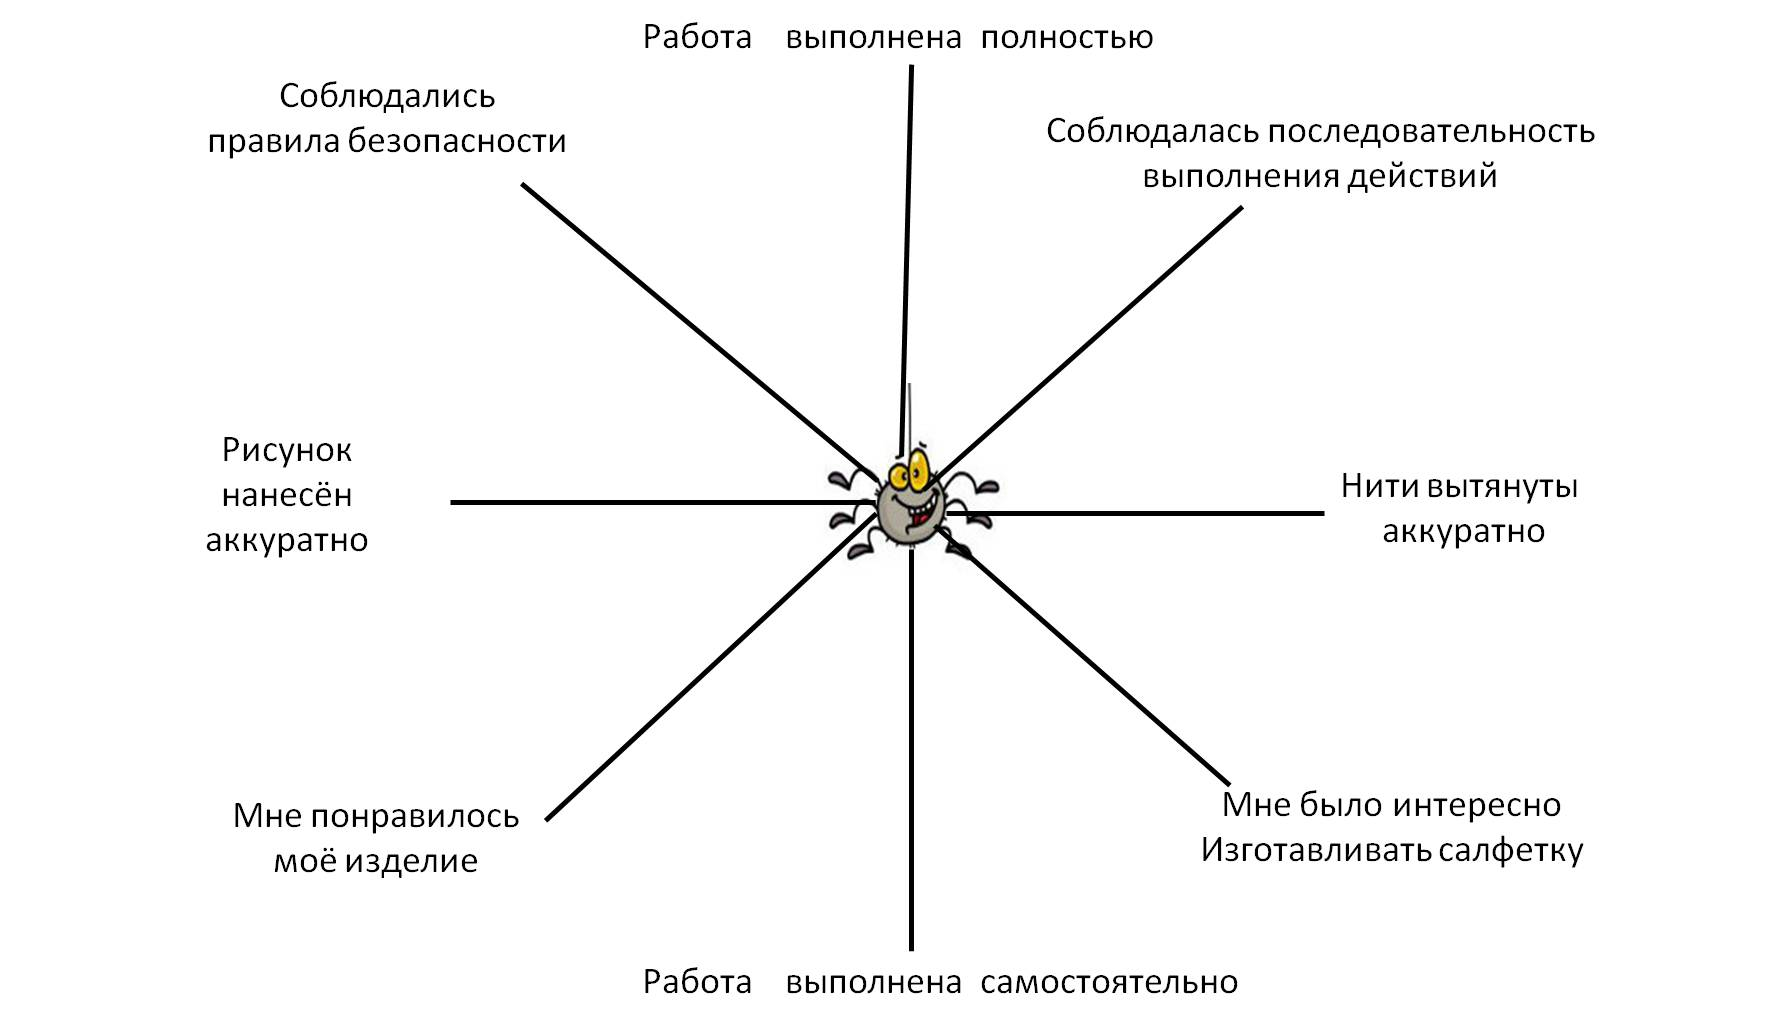 Работа выполнена полностью
Соблюдались
правила безопасности
Соблюдалась последовательность
выполнения действий
Рисунок
нанесён
аккуратно
Нити вытянуты
аккуратно
Мне понравилось
моё изделие
Мне было интересно
Изготавливать салфетку
Работа выполнена самостоятельно